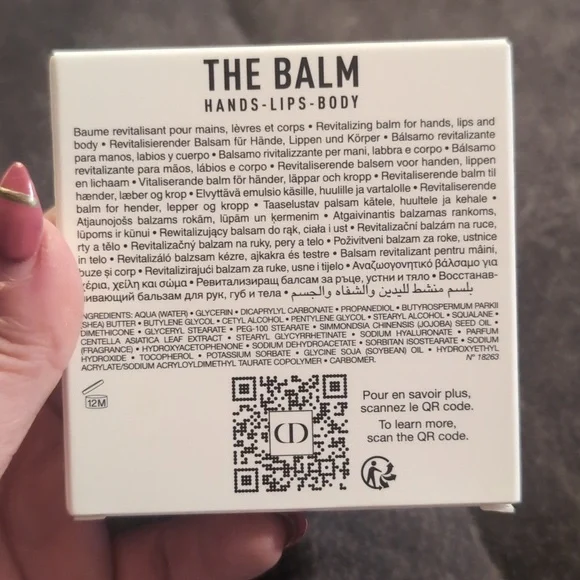 THE BALM
HANDS-LIPS-BODY
Baume revitalisant pour mains, lèvres et corps • Revitalizing balm for hands, lips and
body • Revitalisierender Balsam für Hände, Lippen und Körper • Bálsamo revitalizante
para manos, labios y cuerpo • Balsamo rivitalizzante per mani, labbra e corpo • Bálsamo
revitalizante para mãos, lábios e corpo • Revitaliserende balsem voor handen, lippen
en lichaam • Vitaliserande balm för händer, läppar och kropp • Revitaliserende balm til
hænder, læber og krop • Elvyttävä emulsio käsille, huulille ja vartalolle • Revitaliserende
balm for hender, lepper og kropp • Taaselustav palsam kätele, huultele ja kehale •
Atjaunojošs balzams rokām, lūpām un ķermenim • Atgaivinantis balzamas rankoms,
lūpoms ir kūnui • Rewitalizujący balsam do rąk, ciała i ust • Revitalizační balzám na ruce,
rty a tělo • Revitalizačný balzam na ruky, pery a telo • Poživitveni balzam za roke, ustnice
in telo • Revitalizáló balzsam kézre, ajkakra és testre • Balsam revitalizant pentru mâini,
buze și corp • Revitalizirajući balzam za ruke, usne i tijelo • Αναζωογονητικό βάλσαμο για
χέρια, χείλη και σώμα • Ревитализиращ балсам за ръце, устни и тяло • Восстанав-
ливающий бальзам для рук, губ и тела • بلسم منشط لليدين والشفاه والجسم
INGREDIENTS: AQUA (WATER) • GLYCERIN • DICAPRYLYL CARBONATE • PROPANEDIOL • BUTYROSPERMUM PARKII
(SHEA) BUTTER • BUTYLENE GLYCOL • CETYL ALCOHOL • PENTYLENE GLYCOL • STEARYL ALCOHOL • SQUALANE •
DIMETHICONE • GLYCERYL STEARATE • PEG-100 STEARATE • SIMMONDSIA CHINENSIS (JOJOBA) SEED OIL •
CENTELLA ASIATICA LEAF EXTRACT • STEARYL GLYCYRRHETINATE • SODIUM HYALURONATE • PARFUM
(FRAGRANCE) • HYDROXYACETOPHENONE • SODIUM DEHYDROACETATE • SORBITAN ISOSTEARATE • SODIUM
HYDROXIDE • TOCOPHEROL • POTASSIUM SORBATE • GLYCINE SOJA (SOYBEAN) OIL • HYDROXYETHYL
ACRYLATE/SODIUM ACRYLOYLDIMETHYL TAURATE COPOLYMER • CARBOMER. N° 18263
12M
CD
Pour en savoir plus,
scannez le QR code.
To learn more,
scan the QR code.